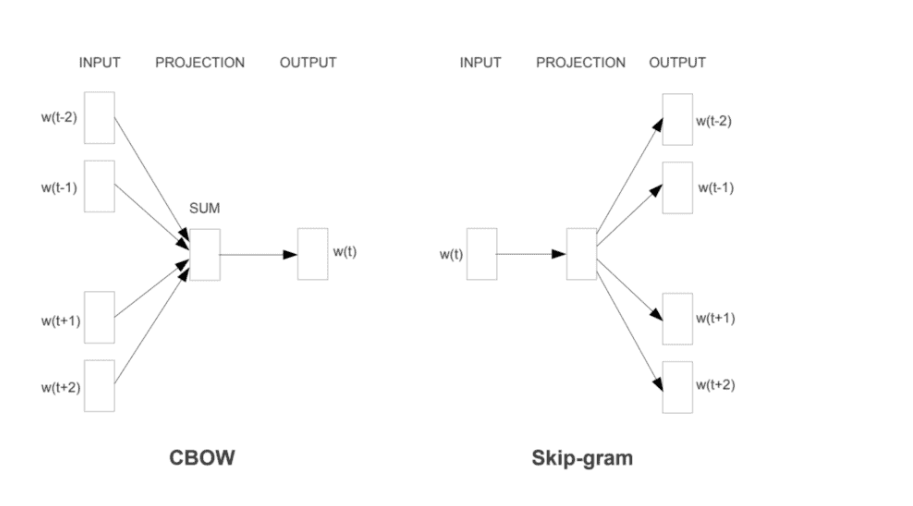 INPUT PROJECTION OUTPUT
w(t-2)
w(t-1)
SUM
w(t)
w(t+1)
w(t+2)
CBOW
INPUT PROJECTION OUTPUT
w(t-2)
w(t-1)
w(t)
w(t+1)
w(t+2)
Skip-gram